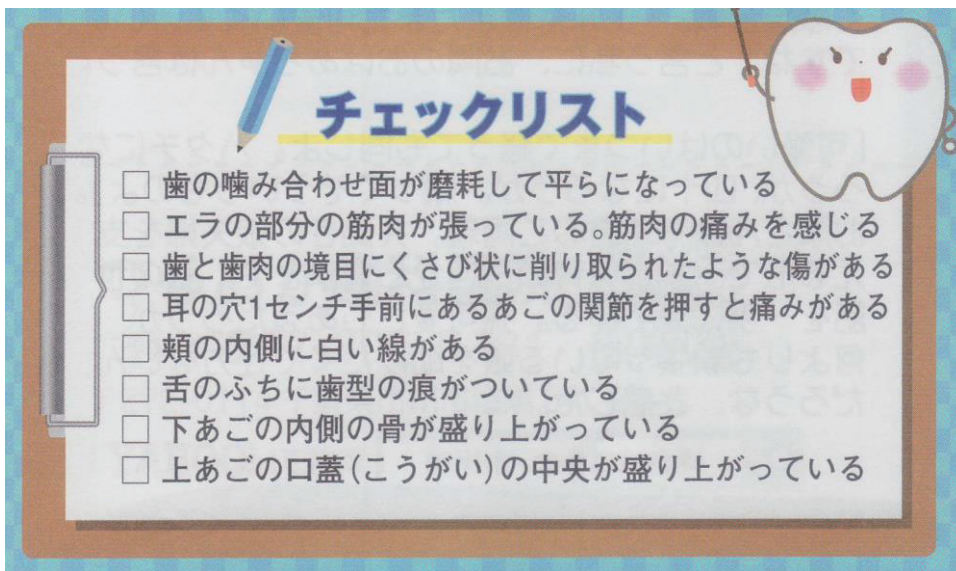 チェックリスト
□ 歯の噛み合わせ面が磨耗して平らになっている
□ エラの部分の筋肉が張っている。筋肉の痛みを感じる
□ 歯と歯肉の境目にくさび状に削り取られたような傷がある
□ 耳の穴1センチ手前にあるあごの関節を押すと痛みがある
□ 頬の内側に白い線がある
□ 舌のふちに歯型の痕がついている
□ 下あごの内側の骨が盛り上がっている
□ 上あごの口蓋(こうがい)の中央が盛り上がっている